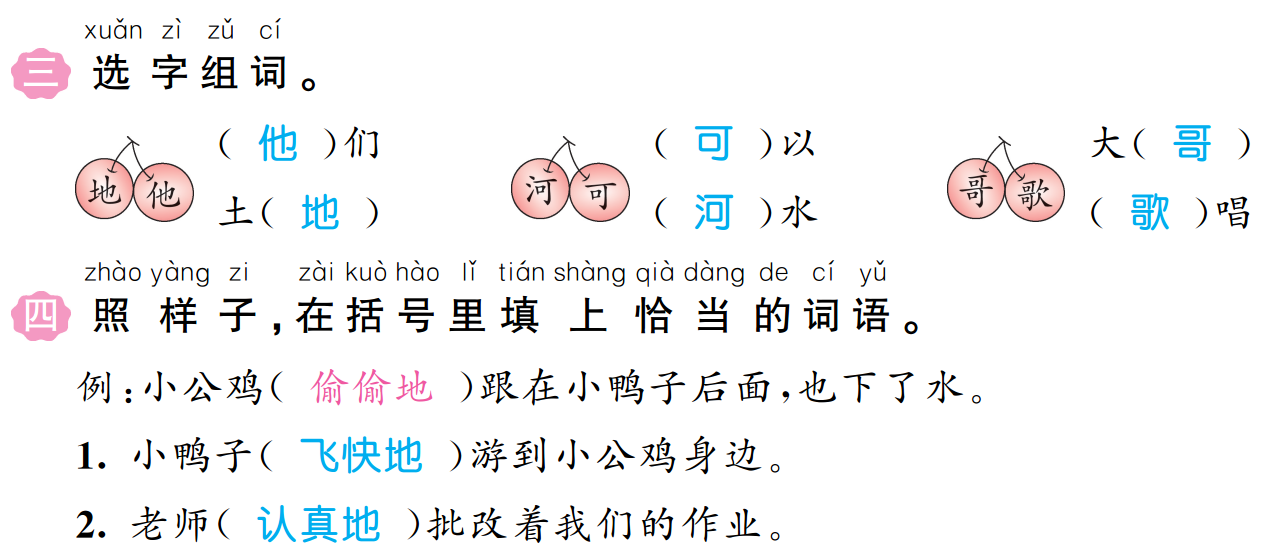 xuǎn zì zǔ cí
三 选字组词。
地 他 ( 他 )们 河 可 ( 可 )以 哥 歌 大( 哥 )
土( 地 ) ( 河 )水 ( 歌 )唱
zhào yàng zi zài kuò hào lǐ tián shàng qià dàng de cí yǔ
四 照样子,在括号里填上恰当的词语。
例:小公鸡( 偷偷地 )跟在小鸭子后面,也下了水。
1. 小鸭子( 飞快地 )游到小公鸡身边。
2. 老师( 认真地 )批改着我们的作业。